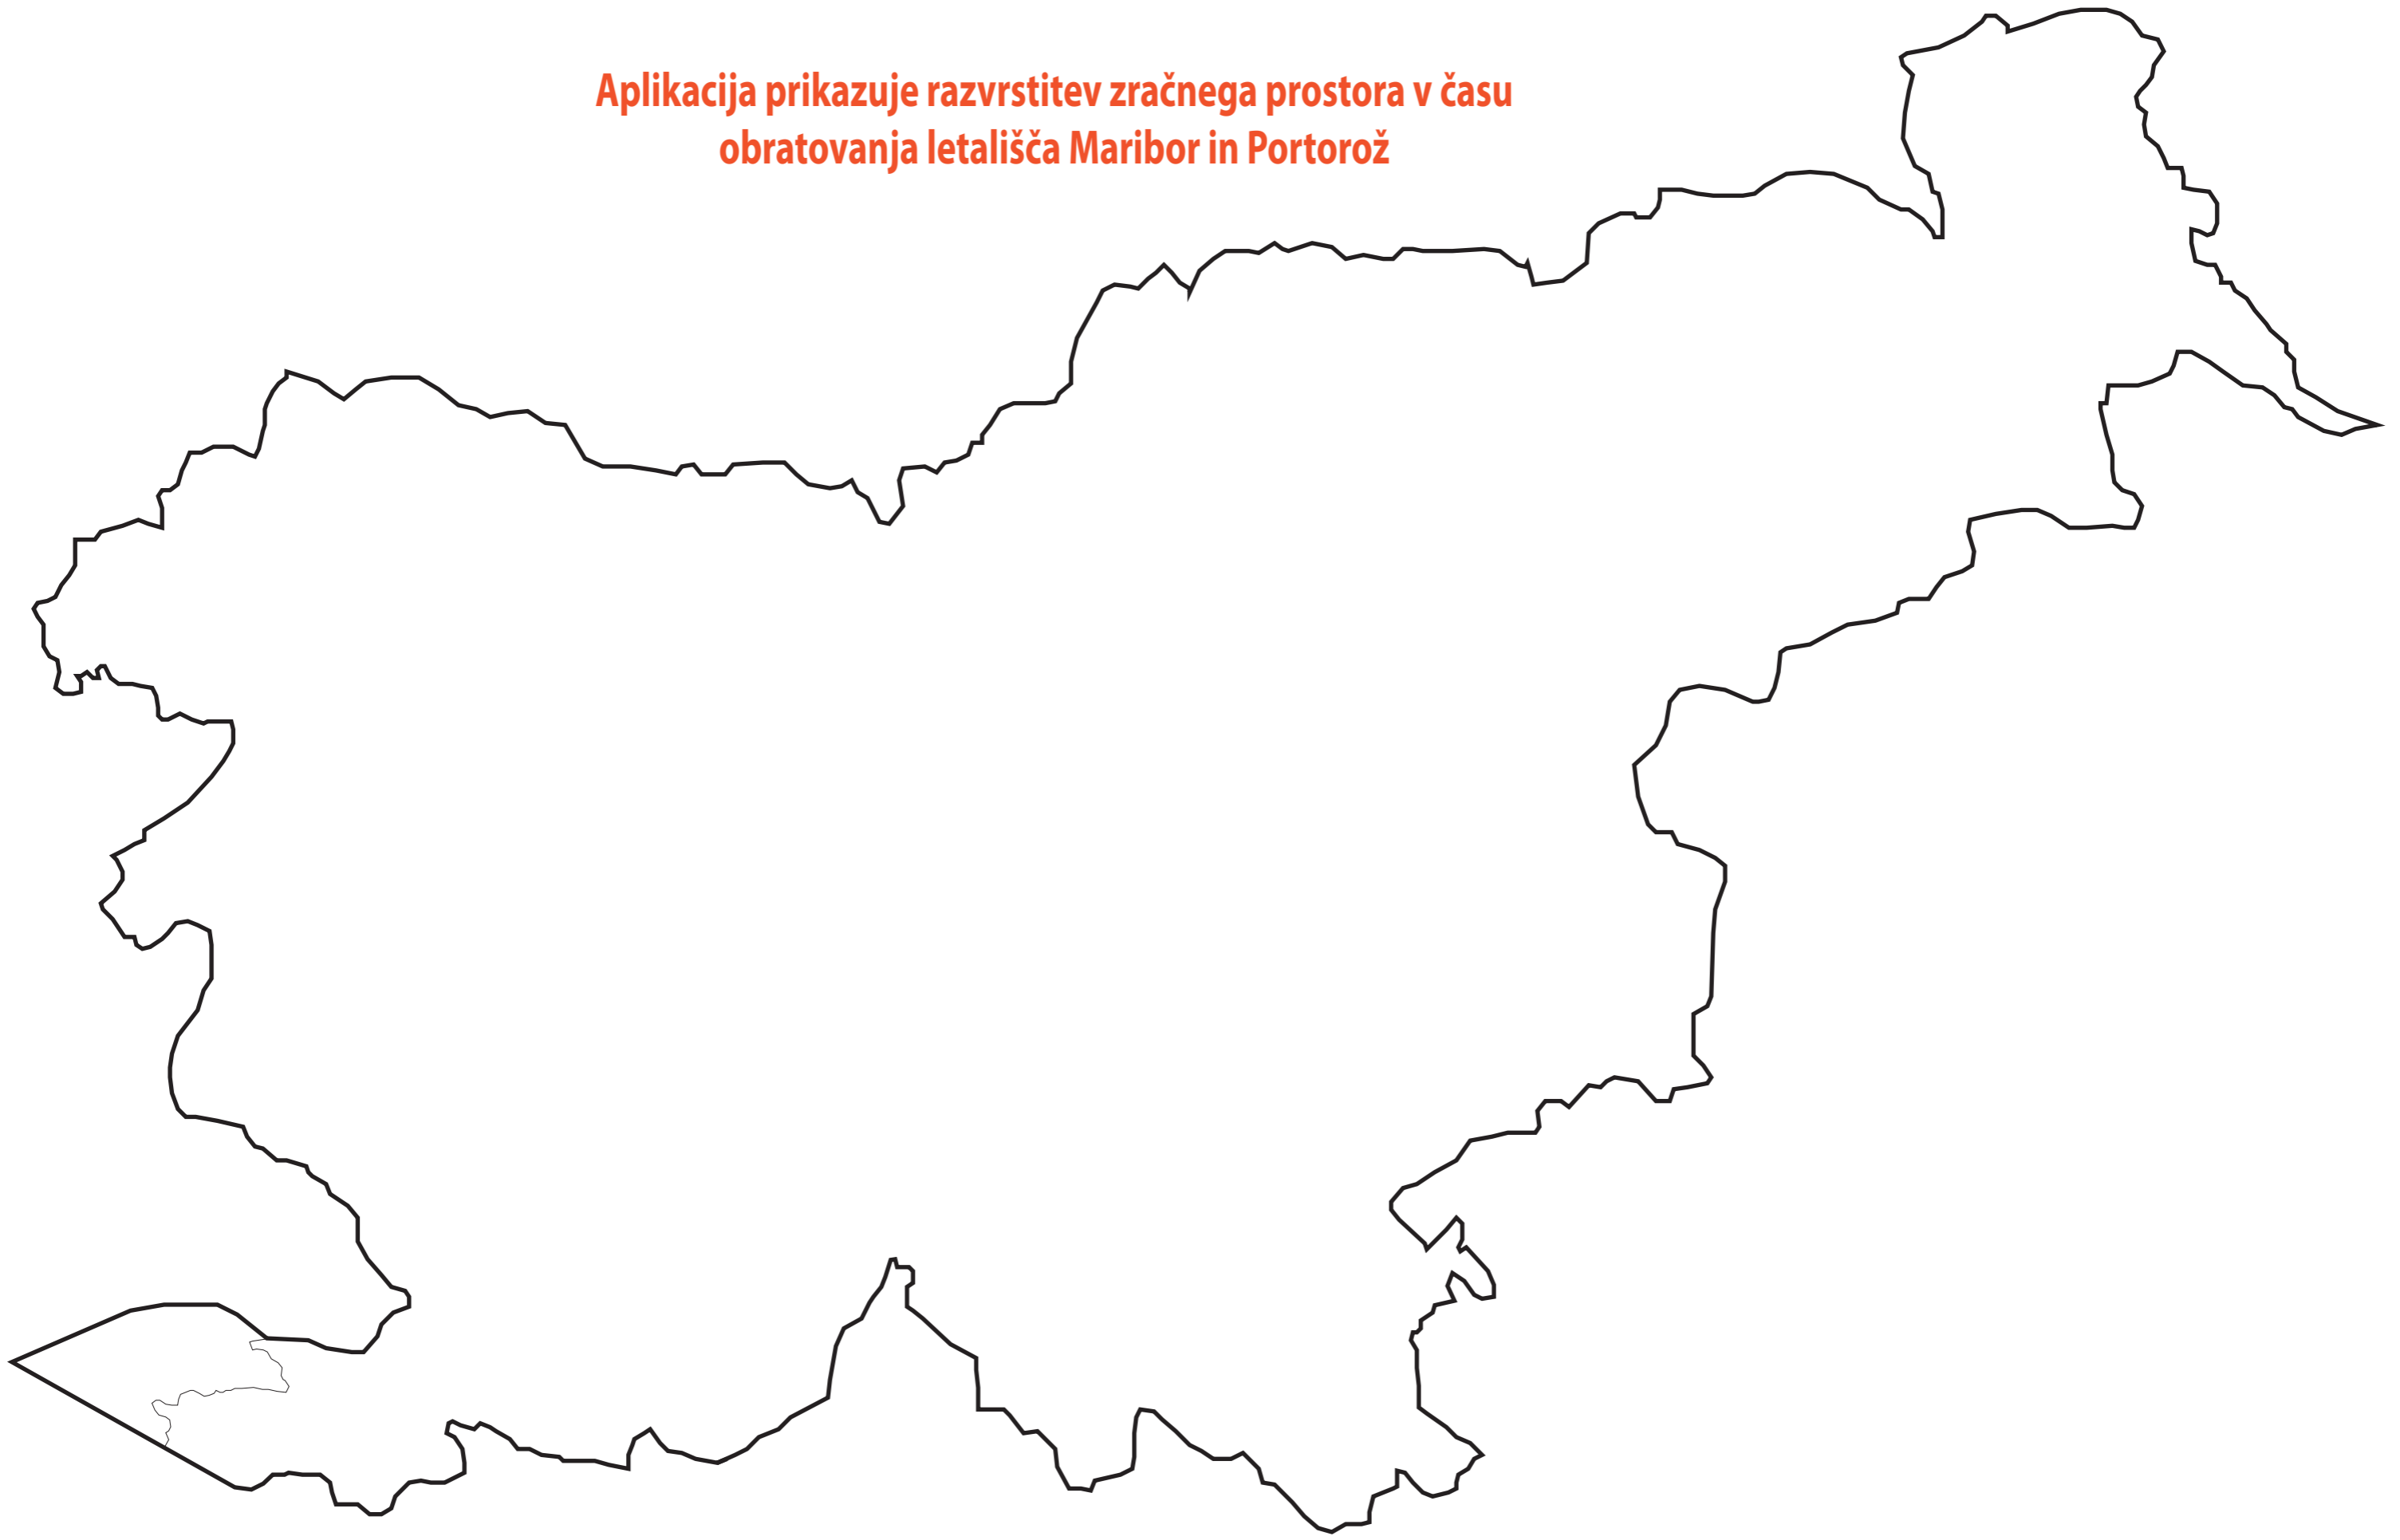 Aplikacija prikazuje razvrstitev zračnega prostora v času
obratovanja letališča Maribor in Portorož